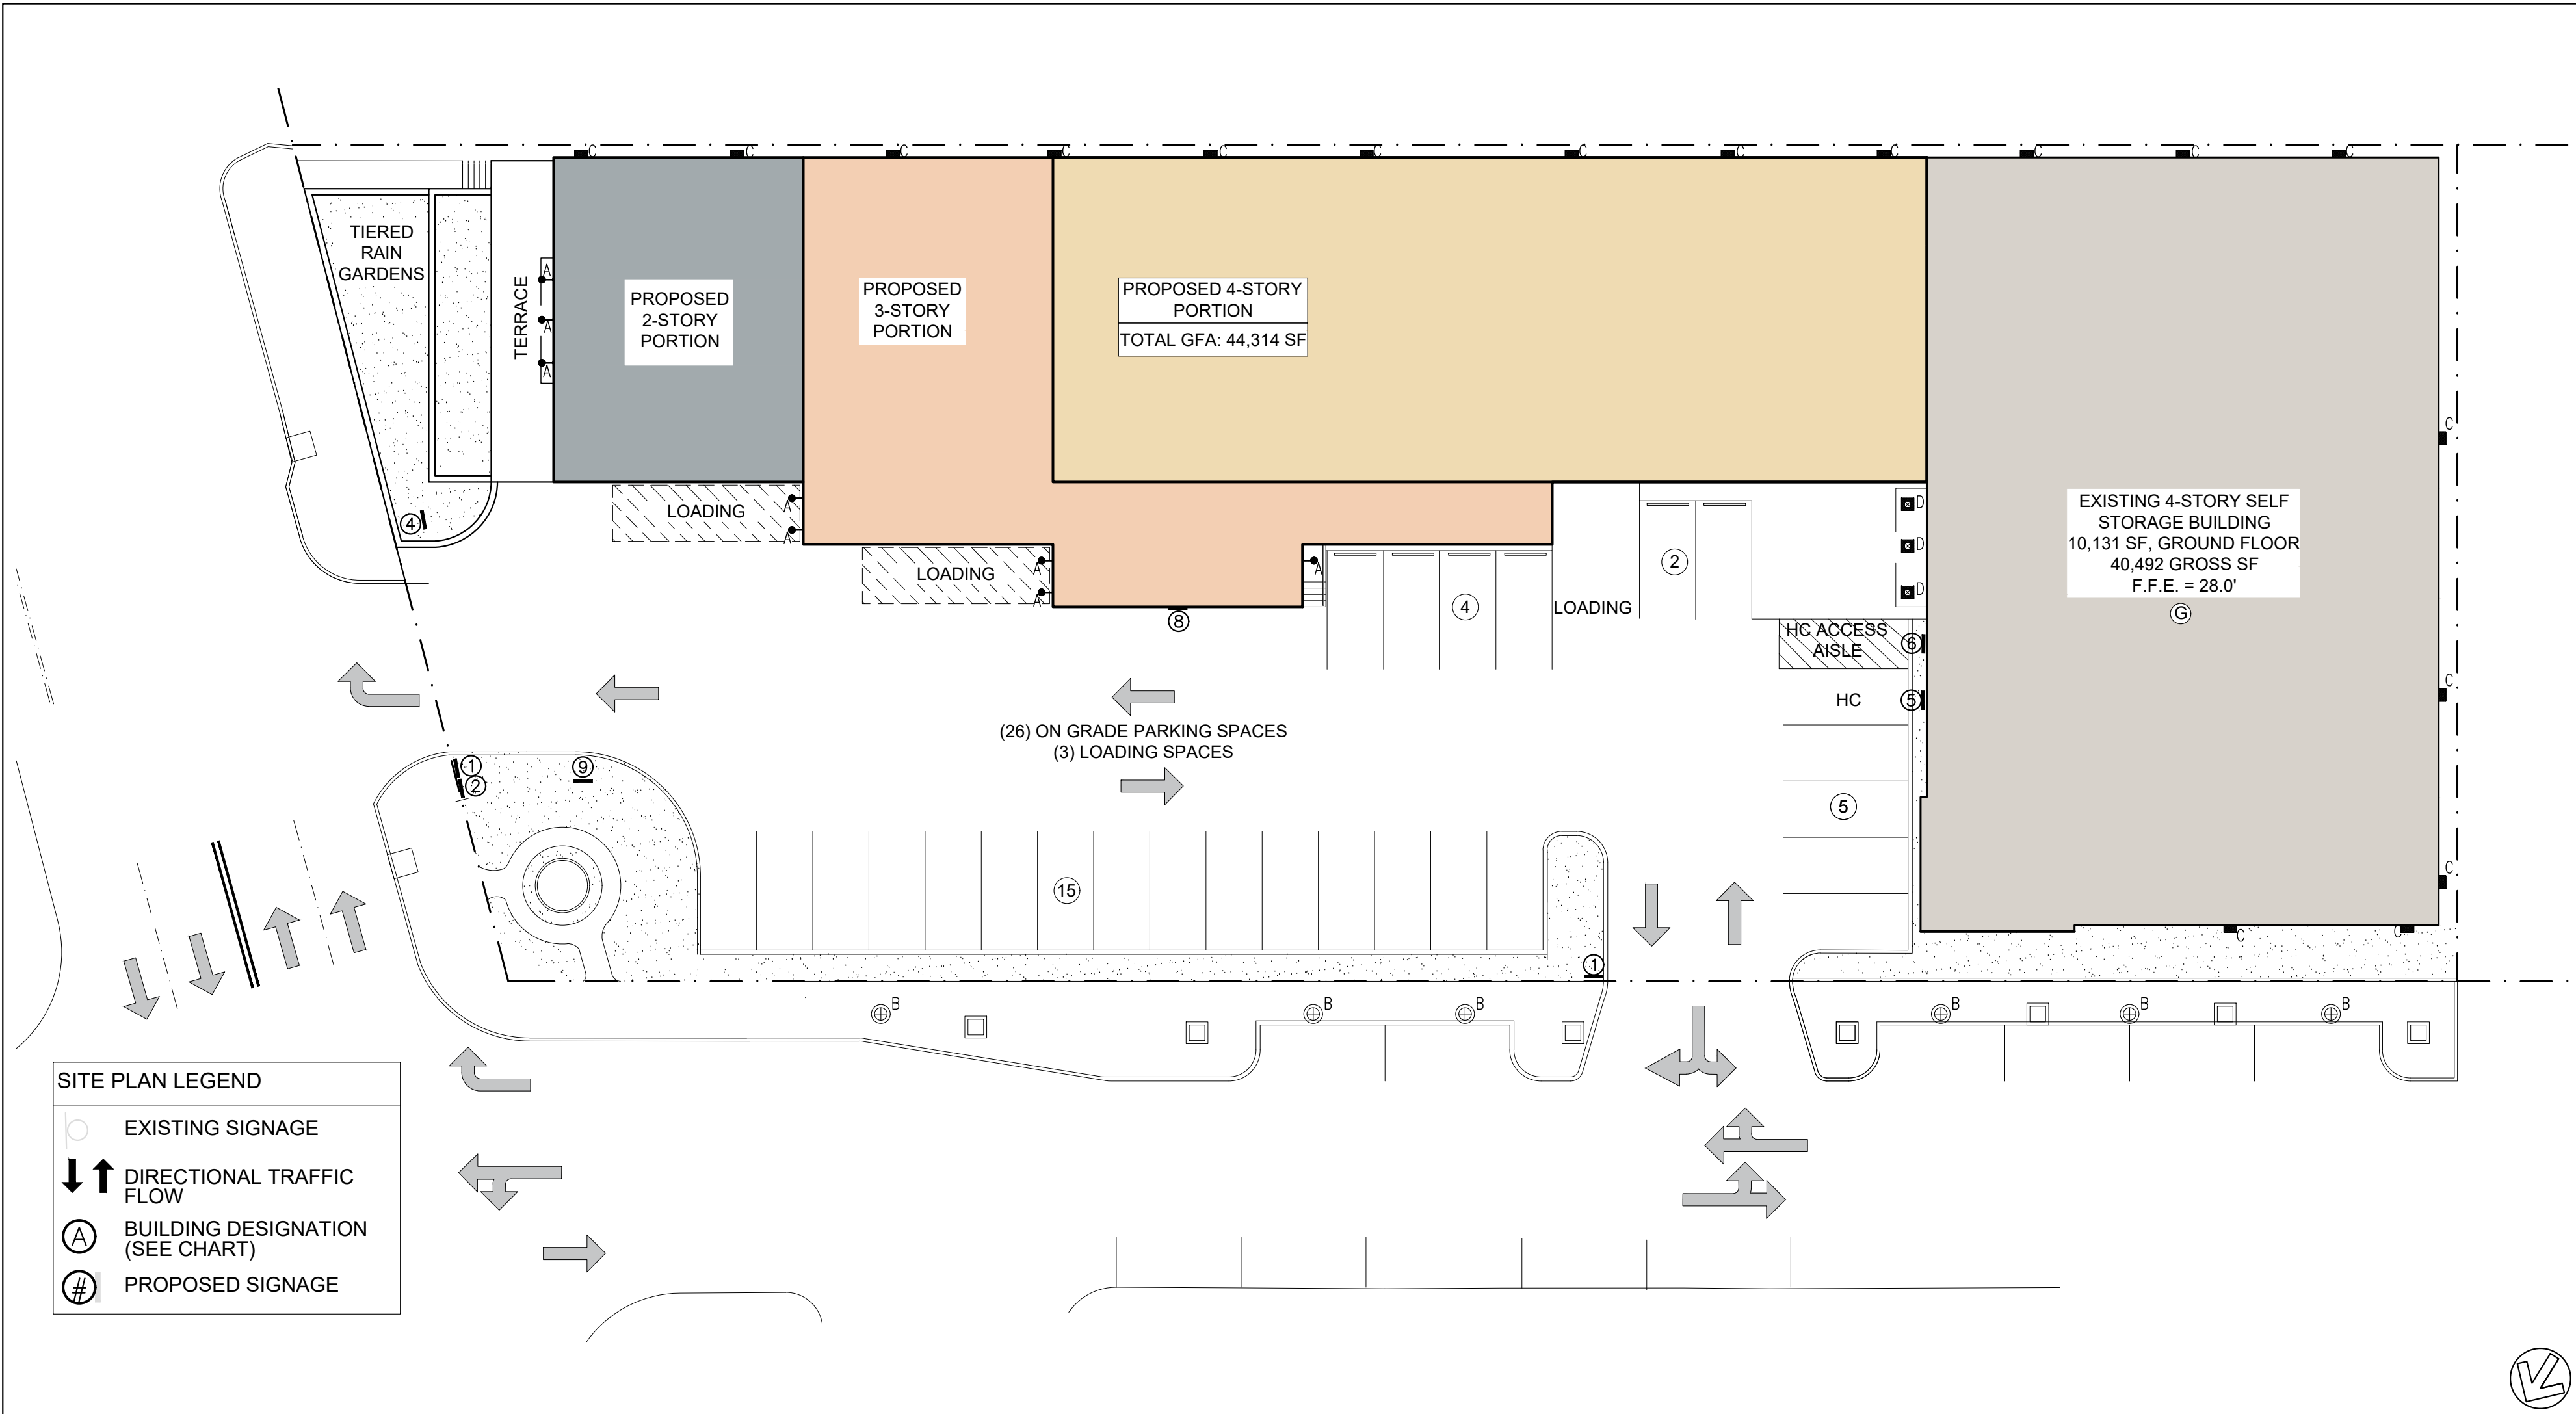 C
C
C
C
C
C
C
C
C
C
C
C
TIERED
RAIN
GARDENS
TERRACE
A
A
A
PROPOSED
2-STORY
PORTION
PROPOSED
3-STORY
PORTION
PROPOSED 4-STORY
PORTION
TOTAL GFA: 44,314 SF
C
C
C
4
LOADING
A
A
LOADING
A
A
A
8
4
LOADING
2
D
D
D
EXISTING 4-STORY SELF
STORAGE BUILDING
10,131 SF, GROUND FLOOR
40,492 GROSS SF
F.F.E. = 28.0'
G
HC ACCESS
AISLE
6
HC
5
(26) ON GRADE PARKING SPACES
(3) LOADING SPACES
1
2
9
5
15
1
C
C
B
B
B
B
B
B
SITE PLAN LEGEND
EXISTING SIGNAGE
DIRECTIONAL TRAFFIC
FLOW
A
BUILDING DESIGNATION
(SEE CHART)
#
PROPOSED SIGNAGE